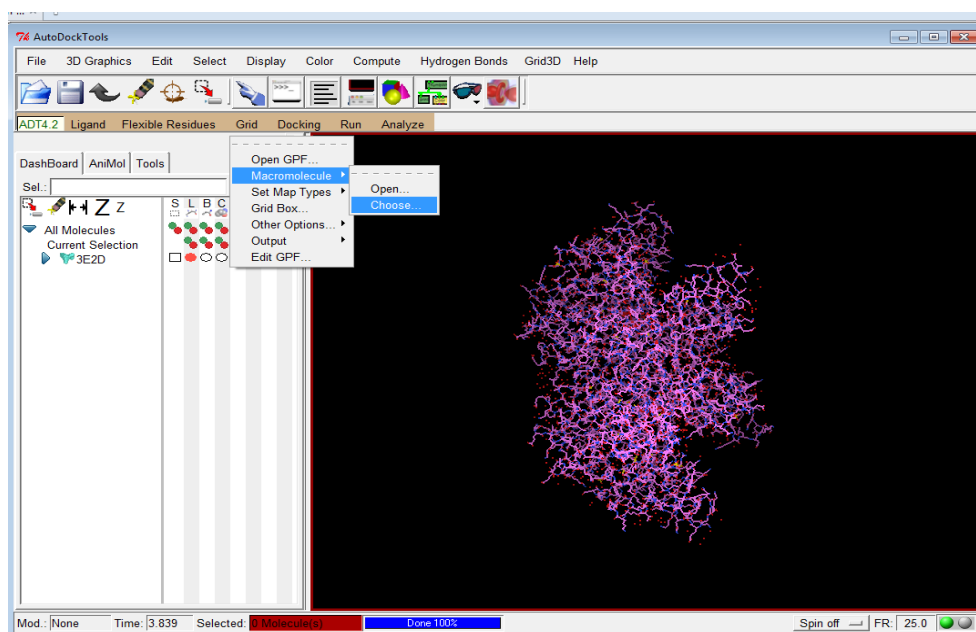 AutoDockTools
File 3D Graphics Edit Select Display Color Compute Hydrogen Bonds Grid3D Help
ADT4.2 Ligand Flexible Residues Grid Docking Run Analyze
Open GPF...
Macromolecule
Set Map Types
Grid Box...
Other Options...
Output
Edit GPF...
Open...
Choose...
DashBoard AniMol Tools
Sel.:
Z Z S L B C
All Molecules
Current Selection
3E2D
Mod.: None Time: 3.839 Selected: 0 Molecule(s) Done 100% Spin off FR: 25.0